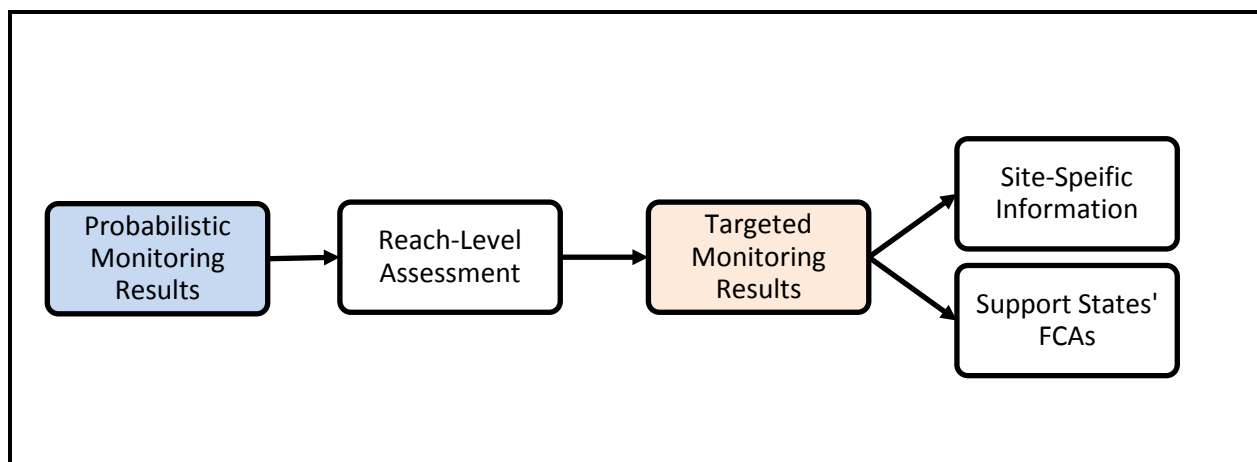 Probabilistic
Monitoring
Results
Reach-Level
Assessment
Targeted
Monitoring
Results
Site-Speific
Information
Support States'
FCAs